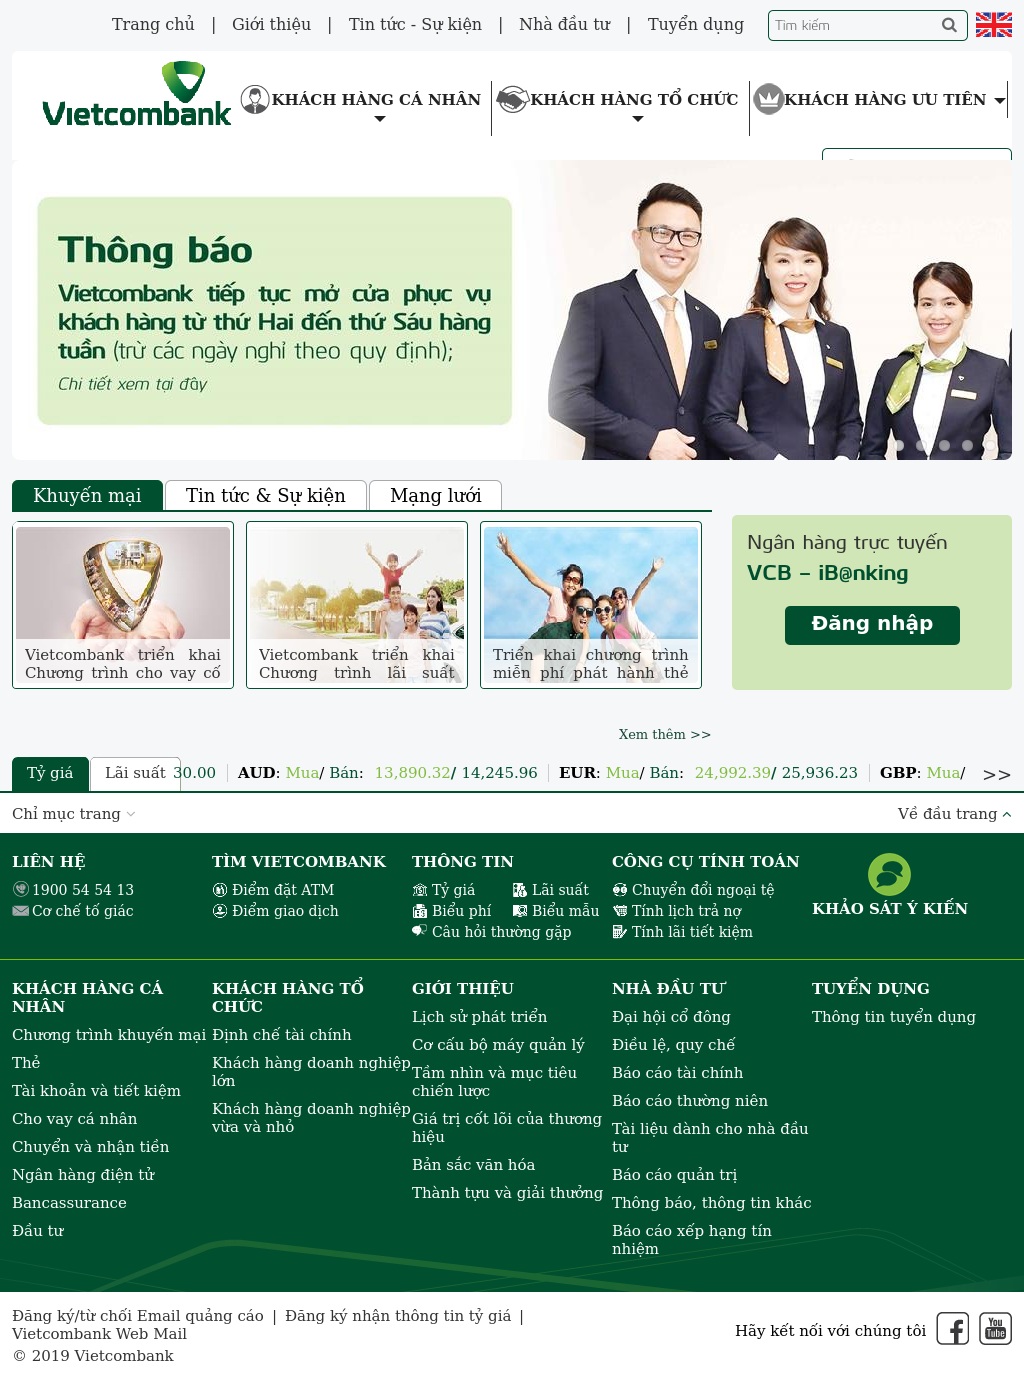 Trang chủ | Giới thiệu | Tin tức - Sự kiện | Nhà đầu tư | Tuyển dụng
Tìm kiếm
Vietcombank
KHÁCH HÀNG CÁ NHÂN
KHÁCH HÀNG TỔ CHỨC
KHÁCH HÀNG ƯU TIÊN
Thông báo
Vietcombank tiếp tục mở cửa phục vụ
khách hàng từ thứ Hai đến thứ Sáu hàng
tuần (trừ các ngày nghỉ theo quy định);
Chi tiết xem tại đây
Khuyến mại
Tin tức & Sự kiện
Mạng lưới
Vietcombank triển khai
Chương trình cho vay cố
Vietcombank triển khai
Chương trình lãi suất
Triển khai chương trình
miễn phí phát hành thẻ
Ngân hàng trực tuyến
VCB – iB@nking
Đăng nhập
Xem thêm >>
Tỷ giá
Lãi suất
30.00 AUD: Mua/ Bán: 13,890.32/ 14,245.96 EUR: Mua/ Bán: 24,992.39/ 25,936.23 GBP: Mua/ >>
Chỉ mục trang
Về đầu trang
LIÊN HỆ
1900 54 54 13
Cơ chế tố giác
TÌM VIETCOMBANK
Điểm đặt ATM
Điểm giao dịch
THÔNG TIN
Tỷ giá
Lãi suất
Biểu phí
Biểu mẫu
Câu hỏi thường gặp
CÔNG CỤ TÍNH TOÁN
Chuyển đổi ngoại tệ
Tính lịch trả nợ
Tính lãi tiết kiệm
KHẢO SÁT Ý KIẾN
KHÁCH HÀNG CÁ
NHÂN
Chương trình khuyến mại
Thẻ
Tài khoản và tiết kiệm
Cho vay cá nhân
Chuyển và nhận tiền
Ngân hàng điện tử
Bancassurance
Đầu tư
KHÁCH HÀNG TỔ
CHỨC
Định chế tài chính
Khách hàng doanh nghiệp
lớn
Khách hàng doanh nghiệp
vừa và nhỏ
GIỚI THIỆU
Lịch sử phát triển
Cơ cấu bộ máy quản lý
Tầm nhìn và mục tiêu
chiến lược
Giá trị cốt lõi của thương
hiệu
Bản sắc văn hóa
Thành tựu và giải thưởng
NHÀ ĐẦU TƯ
Đại hội cổ đông
Điều lệ, quy chế
Báo cáo tài chính
Báo cáo thường niên
Tài liệu dành cho nhà đầu
tư
Báo cáo quản trị
Thông báo, thông tin khác
Báo cáo xếp hạng tín
nhiệm
TUYỂN DỤNG
Thông tin tuyển dụng
Đăng ký/từ chối Email quảng cáo | Đăng ký nhận thông tin tỷ giá |
Vietcombank Web Mail
© 2019 Vietcombank
Hãy kết nối với chúng tôi
You
Tube